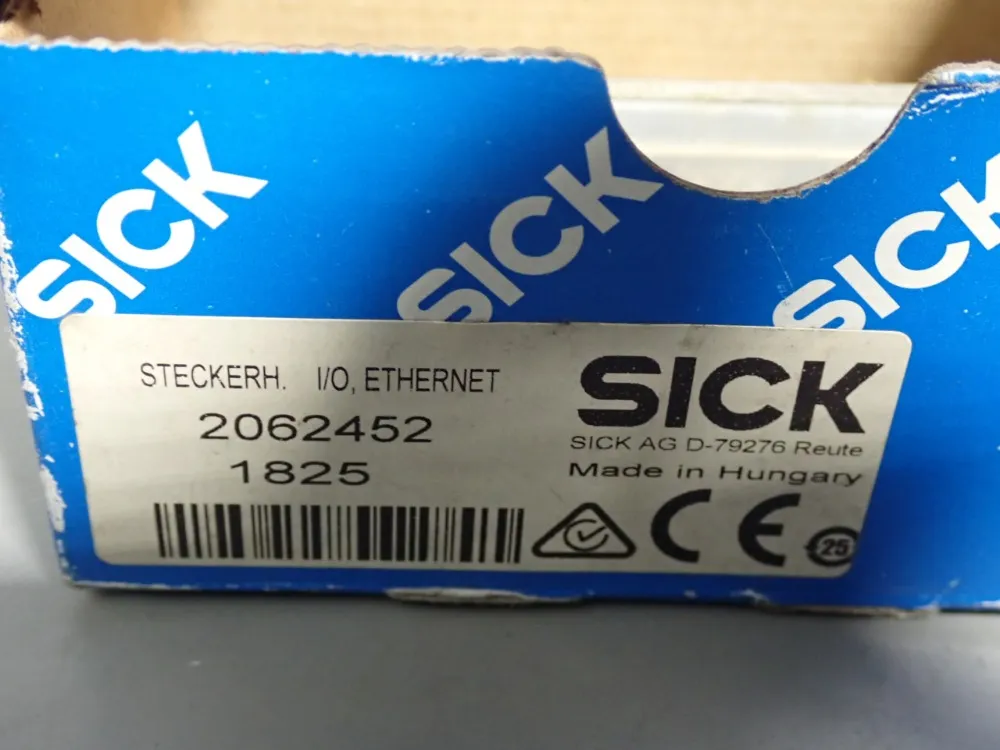 SICK
SICK
SICK
STECKERH. I/O, ETHERNET
2062452
1825
SICK
SICK AG D-79276 Reute
Made in Hungary
CE
25